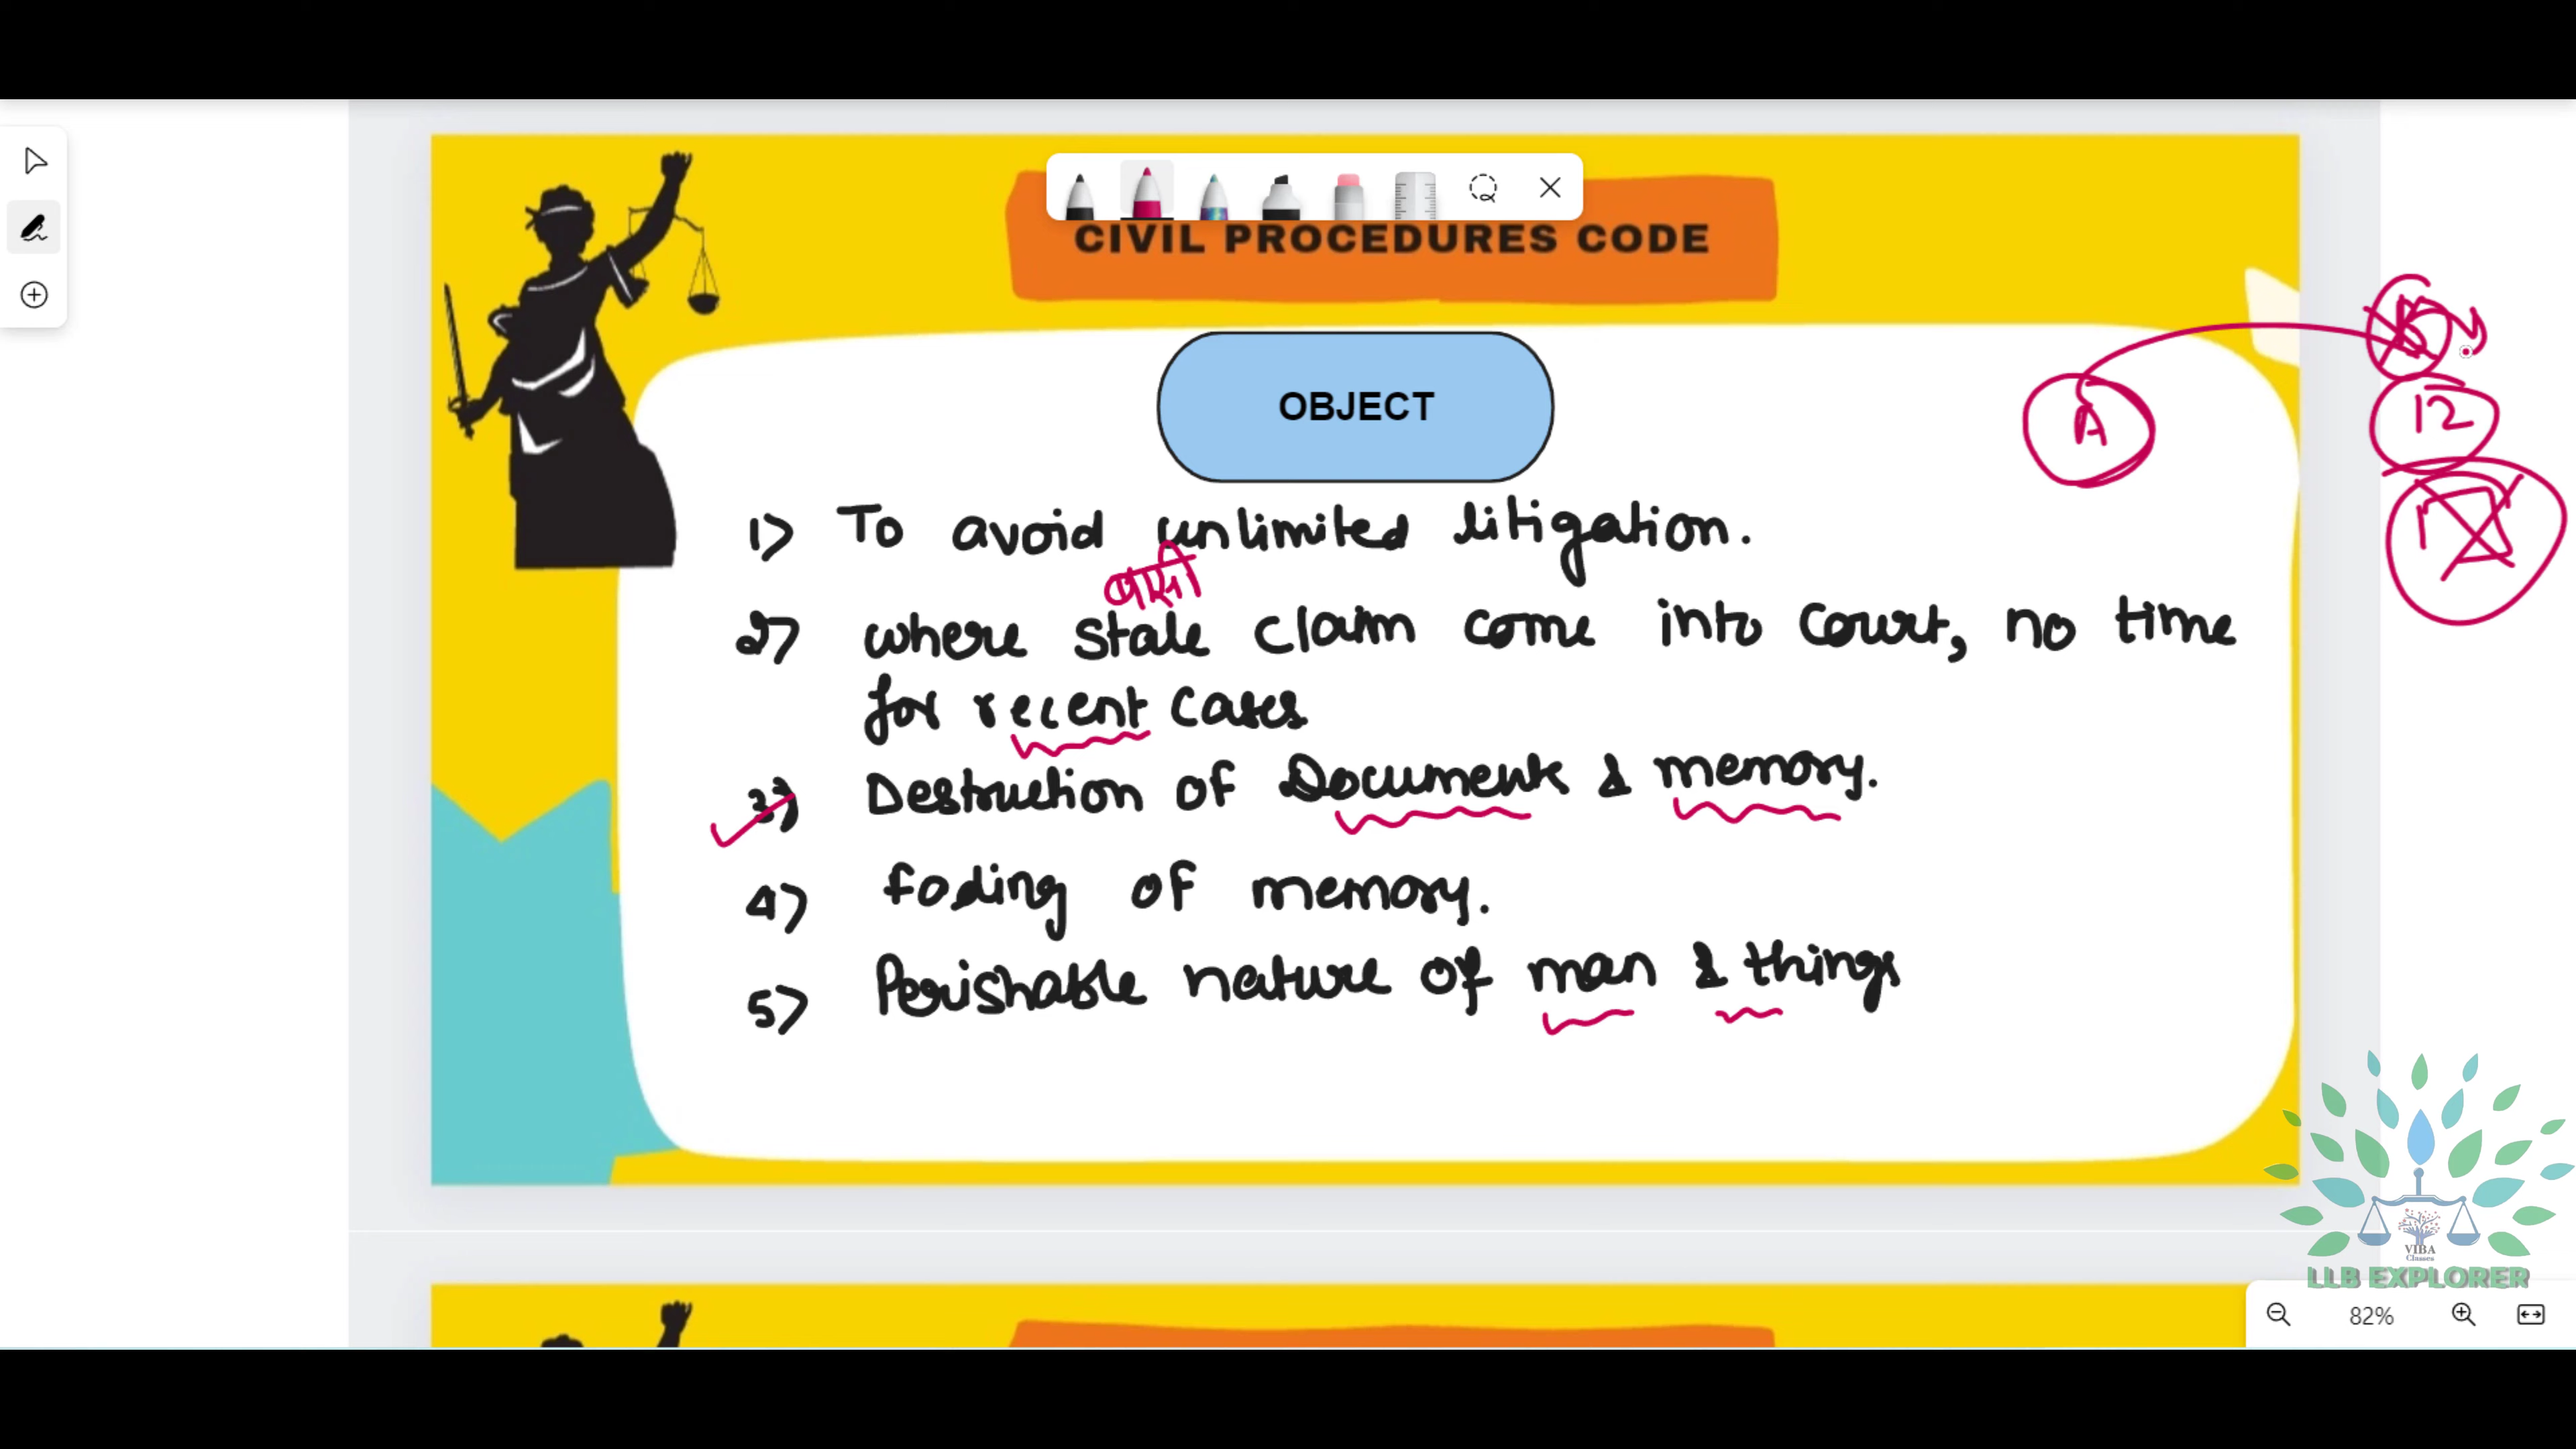 CIVIL PROCEDURES CODE
OBJECT
A
12
1) To avoid unlimited litigation.
बासी
2) where stale claim come into court, no time
for recent cases
3) Destruction of Documents & memory.
4) fading of memory.
5) Perishable nature of man & things
VIBA
Classes
LLB EXPLORER
82%